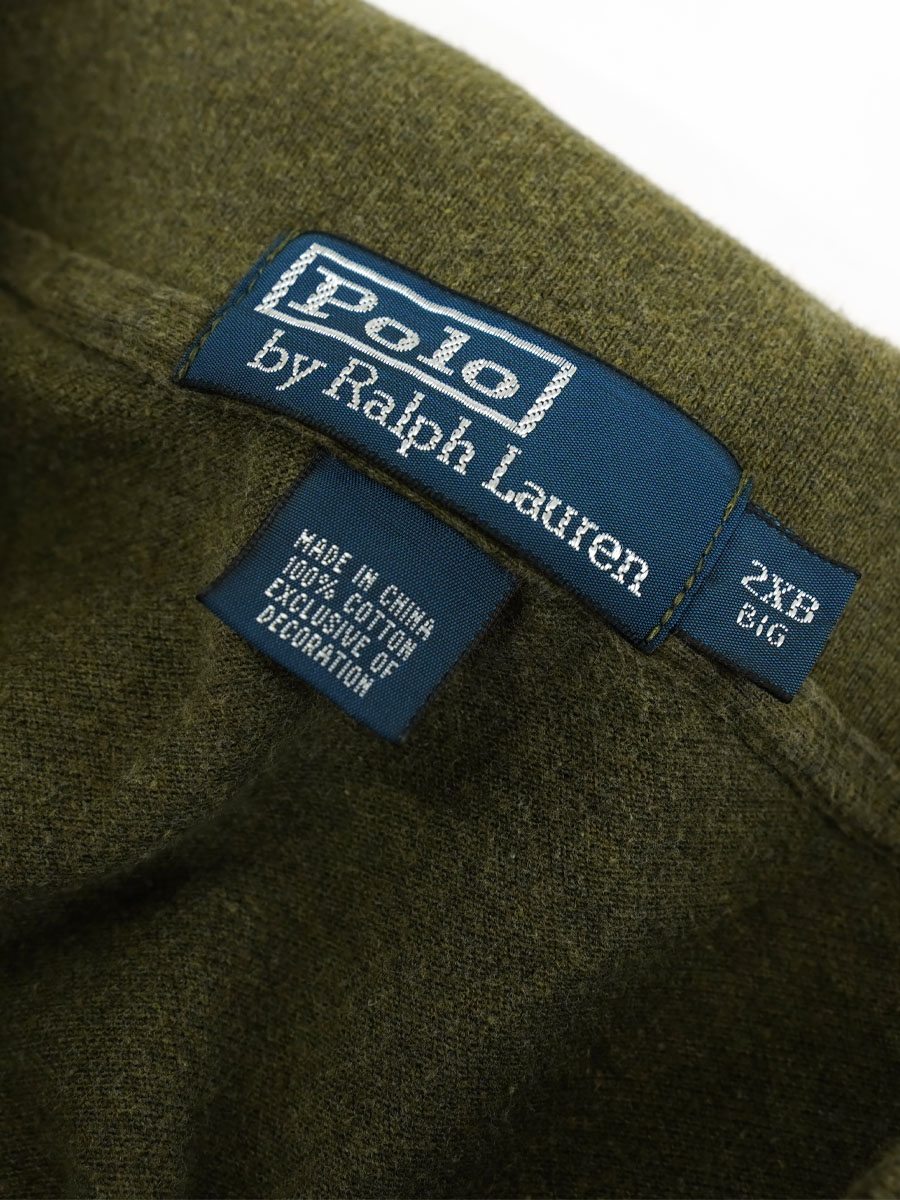 Polo
by Ralph Lauren
2XB
BIG
MADE IN CHINA
100% COTTON
EXCLUSIVE OF
DECORATION